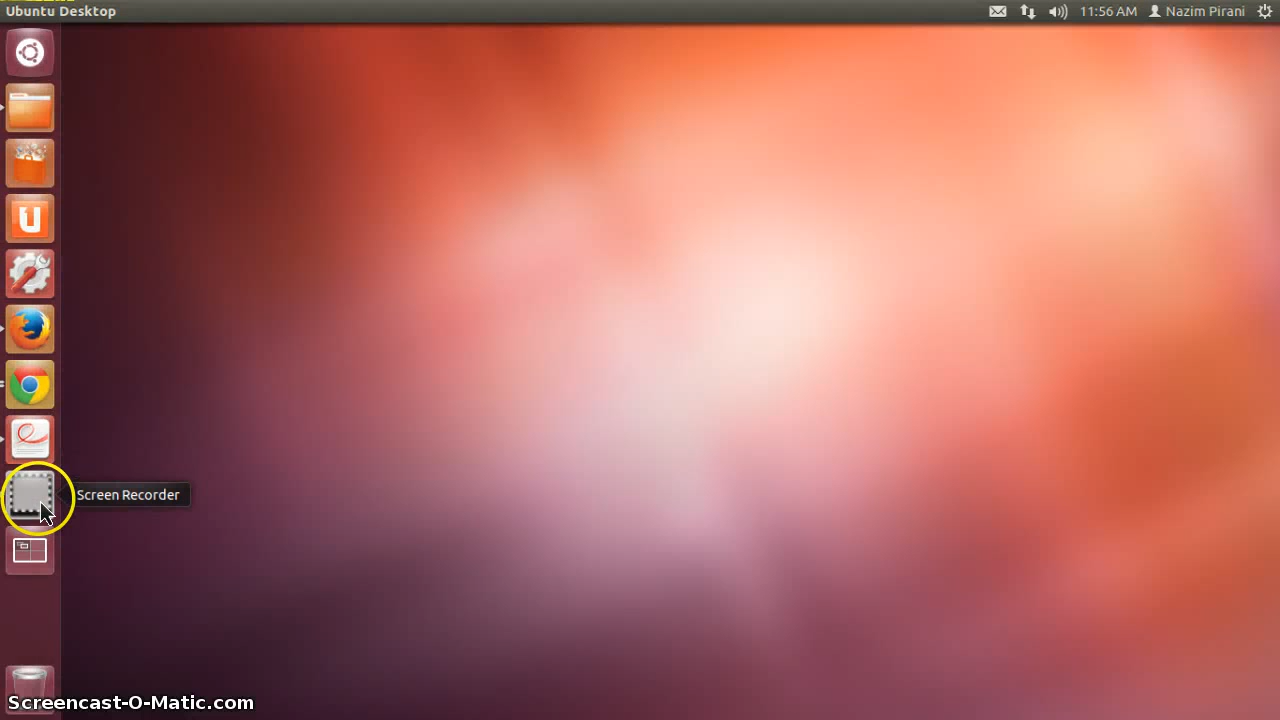 Ubuntu Desktop
11:56 AM
Nazim Pirani
Screen Recorder
Screencast-O-Matic.com